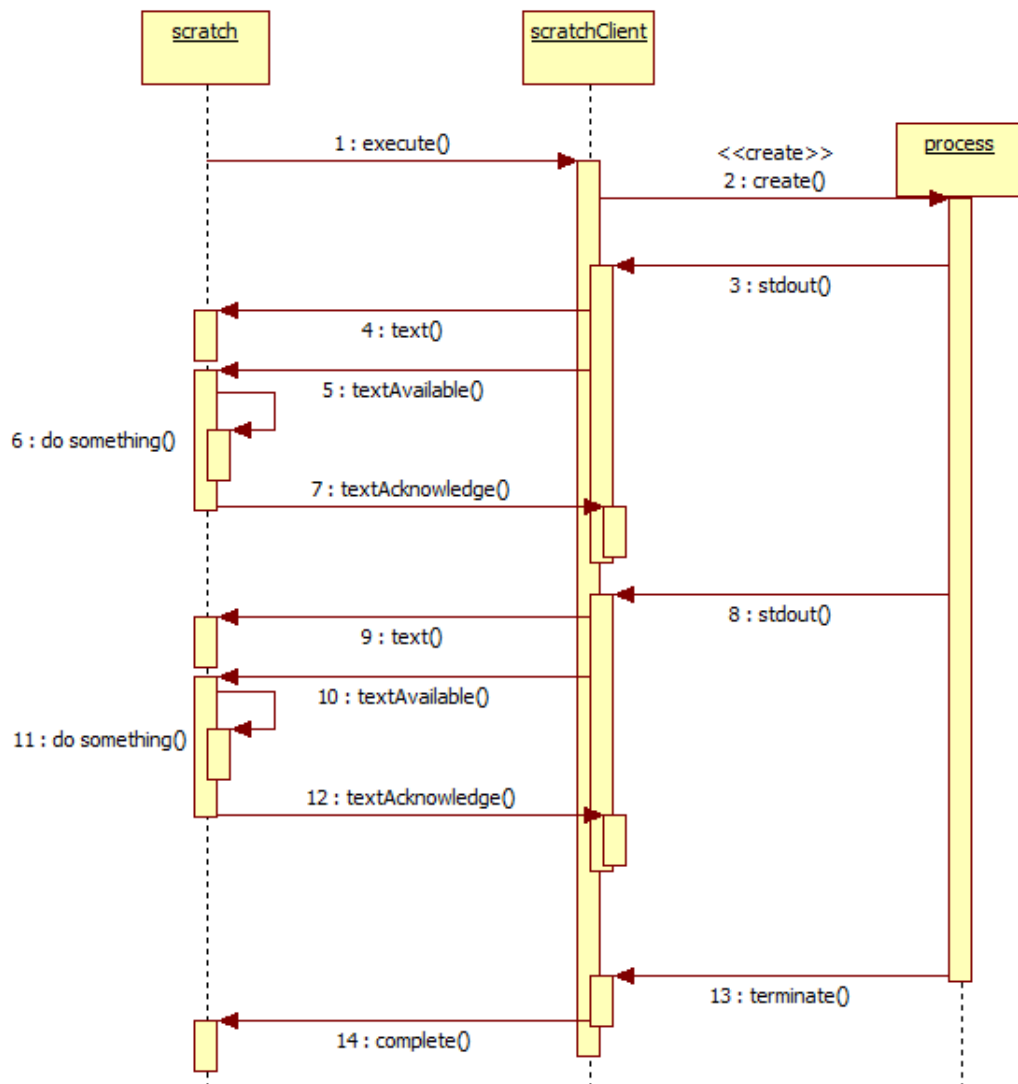 scratch
scratchClient
process
1 : execute()
<<create>>
2 : create()
3 : stdout()
4 : text()
5 : textAvailable()
6 : do something()
7 : textAcknowledge()
8 : stdout()
9 : text()
10 : textAvailable()
11 : do something()
12 : textAcknowledge()
13 : terminate()
14 : complete()